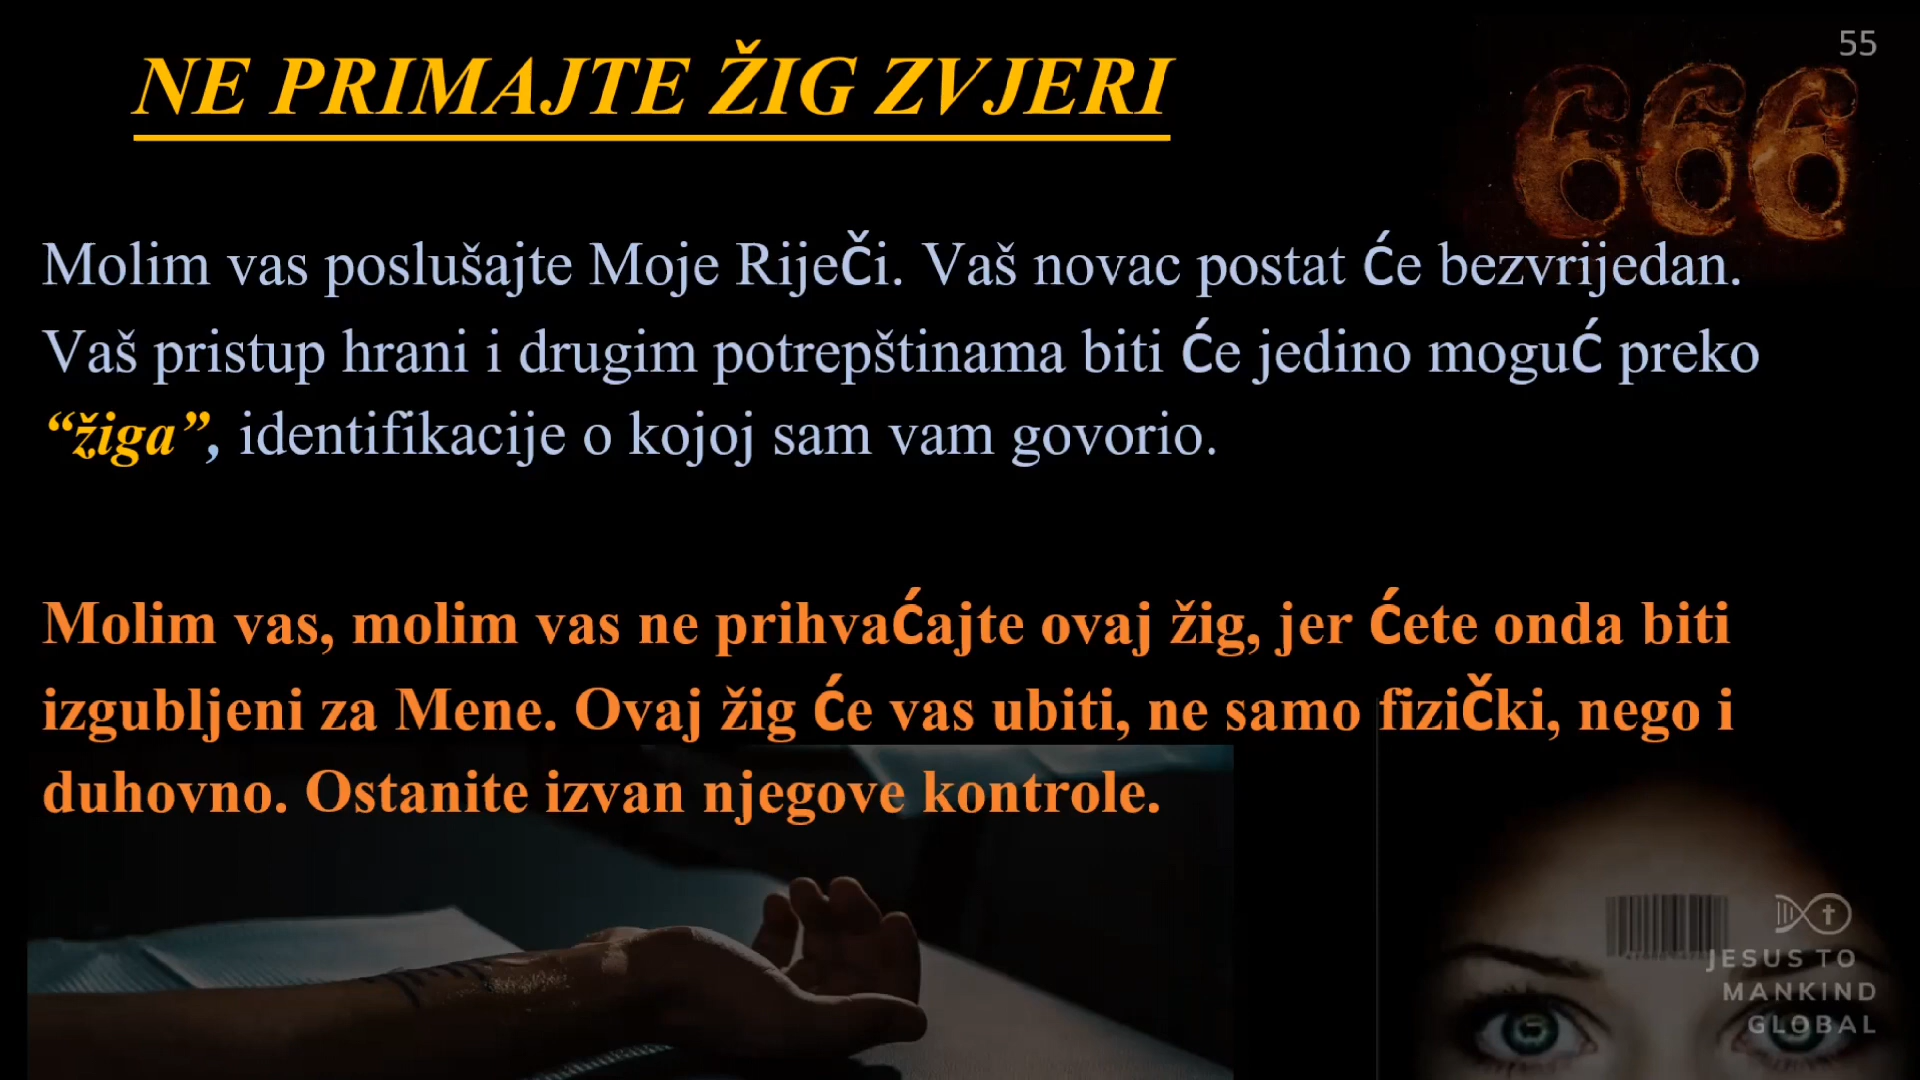 55
NE PRIMAJTE ŽIG ZVJERI
666
Molim vas poslušajte Moje RijeČi. Vaš novac postat Će bezvrijedan.
Vaš pristup hrani i drugim potrepštinama biti Će jedino moguĆ preko
“žiga”, identifikacije o kojoj sam vam govorio.
Molim vas, molim vas ne prihvaĆajte ovaj žig, jer Ćete onda biti
izgubljeni za Mene. Ovaj žig Će vas ubiti, ne samo fiziČki, nego i
duhovno. Ostanite izvan njegove kontrole.
JESUS TO
MANKIND
GLOBAL